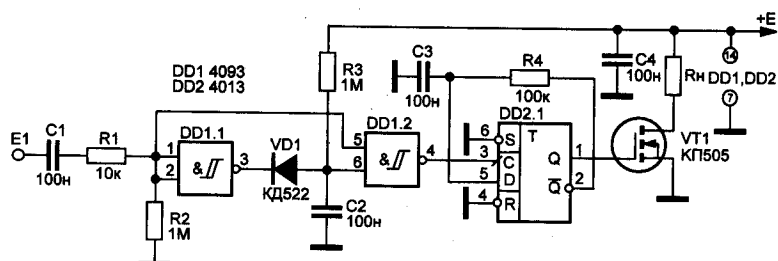 +E
C3
R4
C4
100н
DD1 4093
DD2 4013
R3
1M
100н
100к
Rн
14
DD1,DD2
7
DD2.1
E1
C1
100н
R1
10к
DD1.1
1
2
&
3
VD1
КД522
DD1.2
5
6
&
4
6
S
T
3
C
5
D
4
R
Q
1
Q
2
VT1
КП505
R2
1M
C2
100н